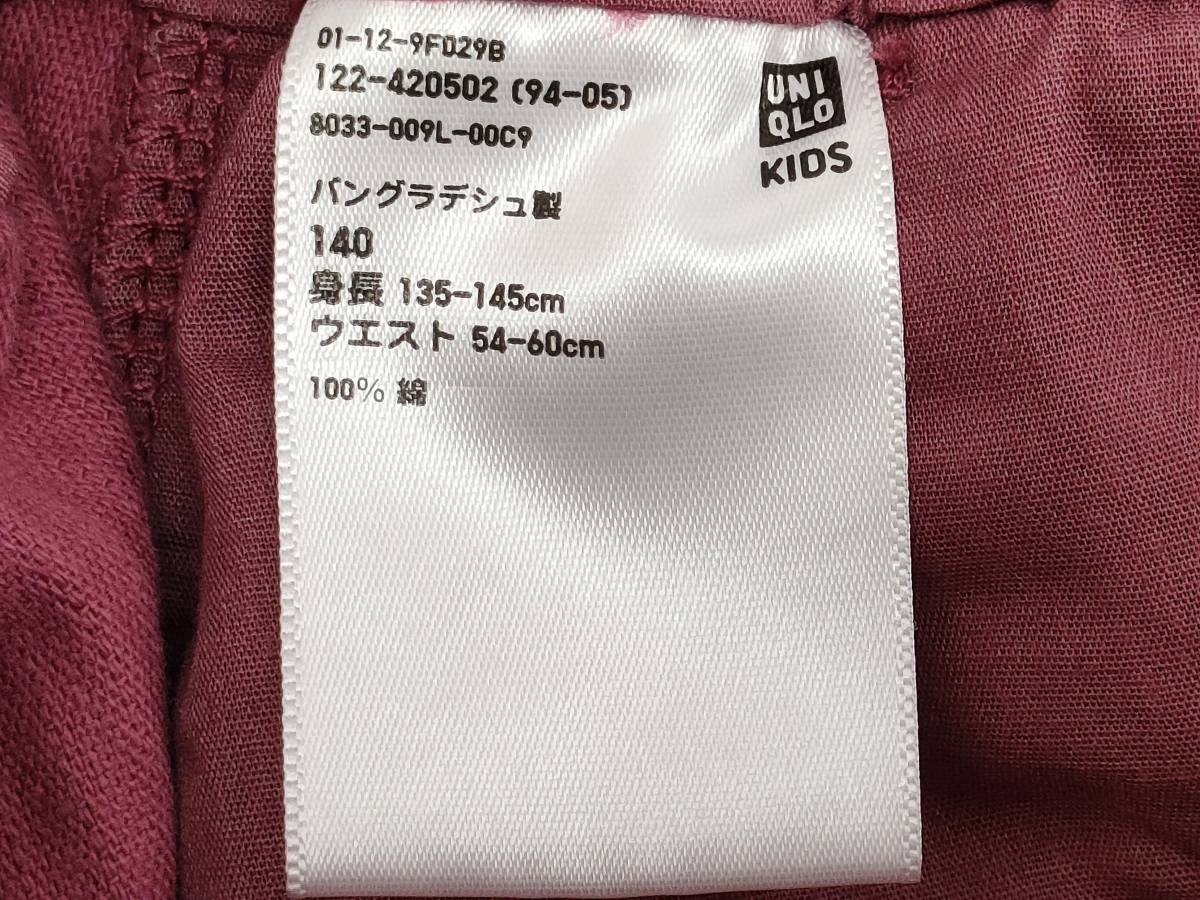 01-12-9F029B
122-420502 (94-05)
8033-009L-00C9
UNI
QLO
KIDS
バングラデシュ製
140
身長 135-145cm
ウエスト 54-60cm
100% 綿